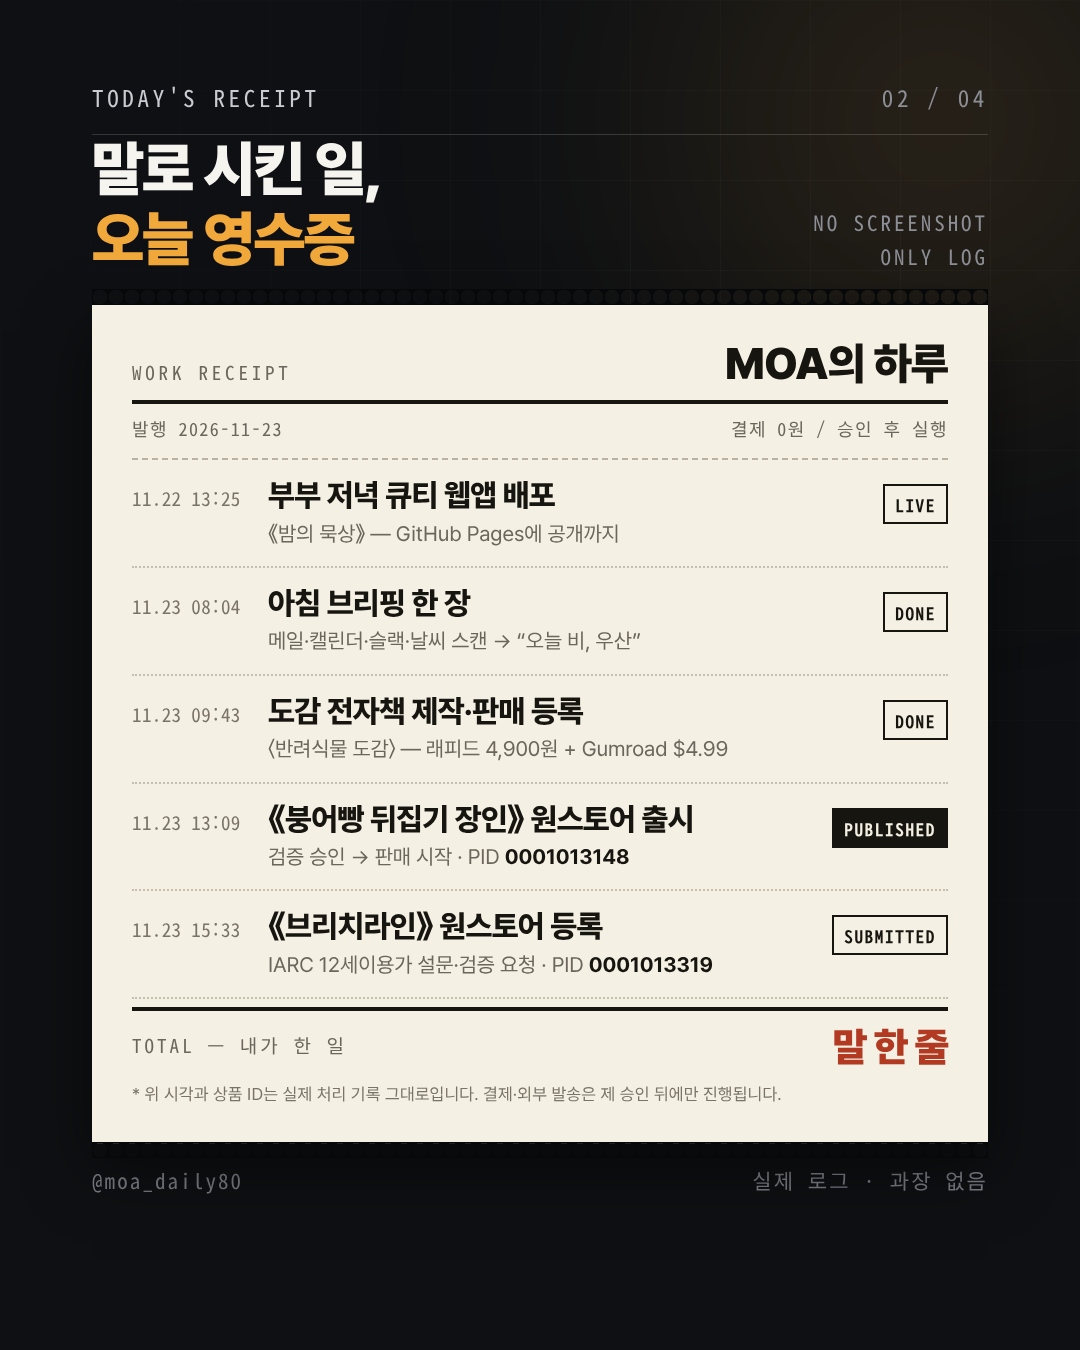 TODAY'S RECEIPT
02 / 04
말로 시킨 일,
오늘 영수증
NO SCREENSHOT
ONLY LOG
WORK RECEIPT
MOA의 하루
발행 2026-11-23
결제 0원 / 승인 후 실행
11.22 13:25
부부 저녁 큐티 웹앱 배포
LIVE
《밤의 묵상》 — GitHub Pages에 공개까지
11.23 08:04
아침 브리핑 한 장
DONE
메일·캘린더·슬랙·날씨 스캔 → “오늘 비, 우산”
11.23 09:43
도감 전자책 제작·판매 등록
DONE
〈반려식물 도감〉 — 래피드 4,900원 + Gumroad $4.99
11.23 13:09
《붕어빵 뒤집기 장인》 원스토어 출시
PUBLISHED
검증 승인 → 판매 시작 · PID 0001013148
11.23 15:33
《브리치라인》 원스토어 등록
SUBMITTED
IARC 12세이용가 설문·검증 요청 · PID 0001013319
TOTAL — 내가 한 일
말 한 줄
* 위 시각과 상품 ID는 실제 처리 기록 그대로입니다. 결제·외부 발송은 제 승인 뒤에만 진행됩니다.
@moa_daily80
실제 로그 · 과장 없음